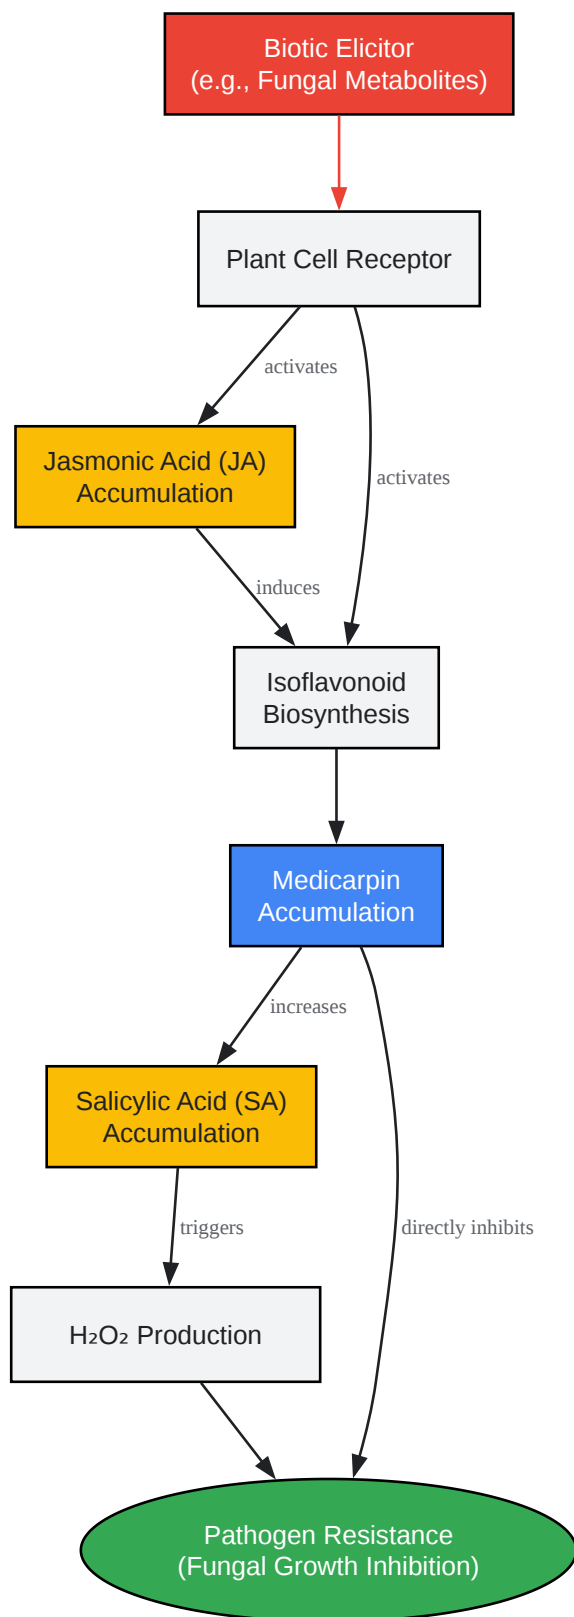 Biotic Elicitor
(e.g., Fungal Metabolites)
Plant Cell Receptor
activates
Jasmonic Acid (JA)
Accumulation
activates
induces
Isoflavonoid
Biosynthesis
Medicarpin
Accumulation
increases
Salicylic Acid (SA)
Accumulation
triggers
directly inhibits
H₂O₂ Production
Pathogen Resistance
(Fungal Growth Inhibition)